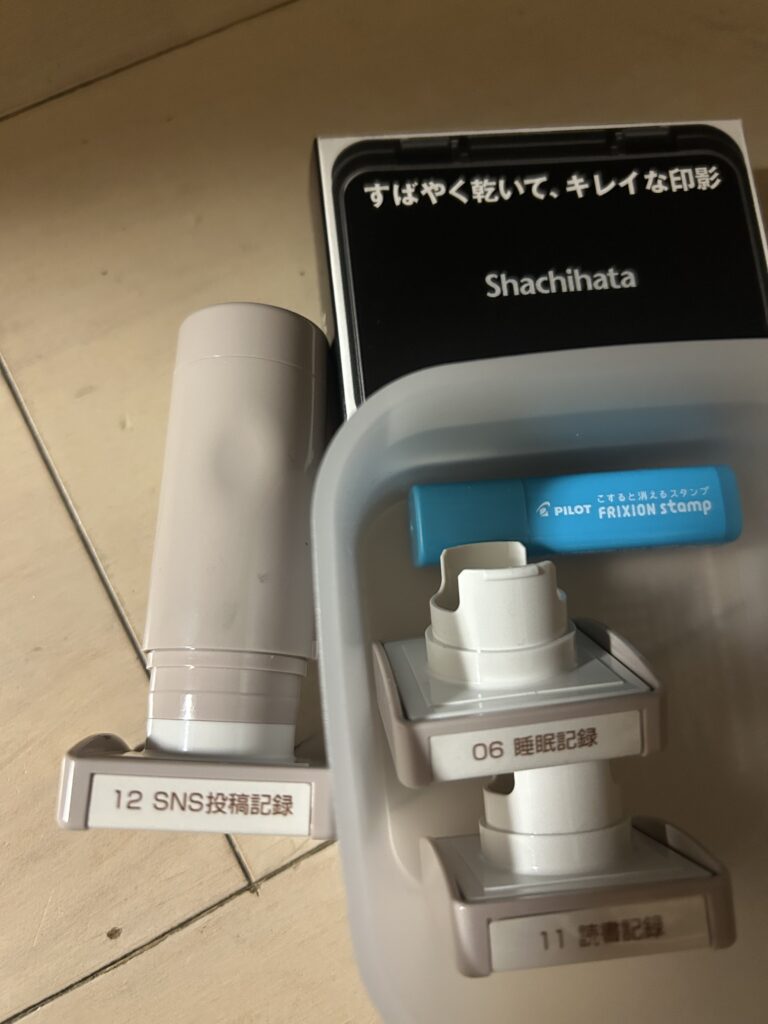 すばやく乾いて、キレイな印影
Shachihata
こすると消えるスタンプ
PILOT FRIXION stamp
06 睡眠記録
12 SNS投稿記録
11 読書記録